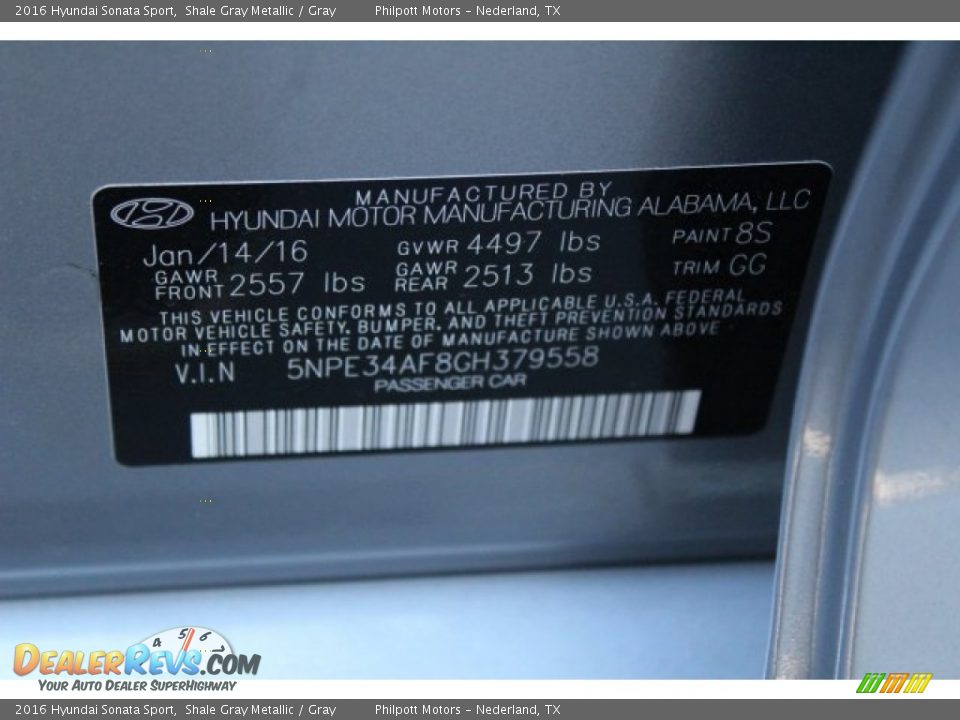 2016 Hyundai Sonata Sport, Shale Gray Metallic / Gray Philpott Motors - Nederland, TX
MANUFACTURED BY
HYUNDAI MOTOR MANUFACTURING ALABAMA, LLC
Jan/14/16 GVWR 4497 lbs PAINT 8S
GAWR FRONT 2557 lbs GAWR REAR 2513 lbs TRIM GG
THIS VEHICLE CONFORMS TO ALL APPLICABLE U.S.A. FEDERAL
MOTOR VEHICLE SAFETY, BUMPER, AND THEFT PREVENTION STANDARDS
IN EFFECT ON THE DATE OF MANUFACTURE SHOWN ABOVE
V.I.N 5NPE34AF8GH379558
PASSENGER CAR
4 5 6 7
DEALERREVS.COM
YOUR AUTO DEALER SUPERHIGHWAY
2016 Hyundai Sonata Sport, Shale Gray Metallic / Gray Philpott Motors - Nederland, TX